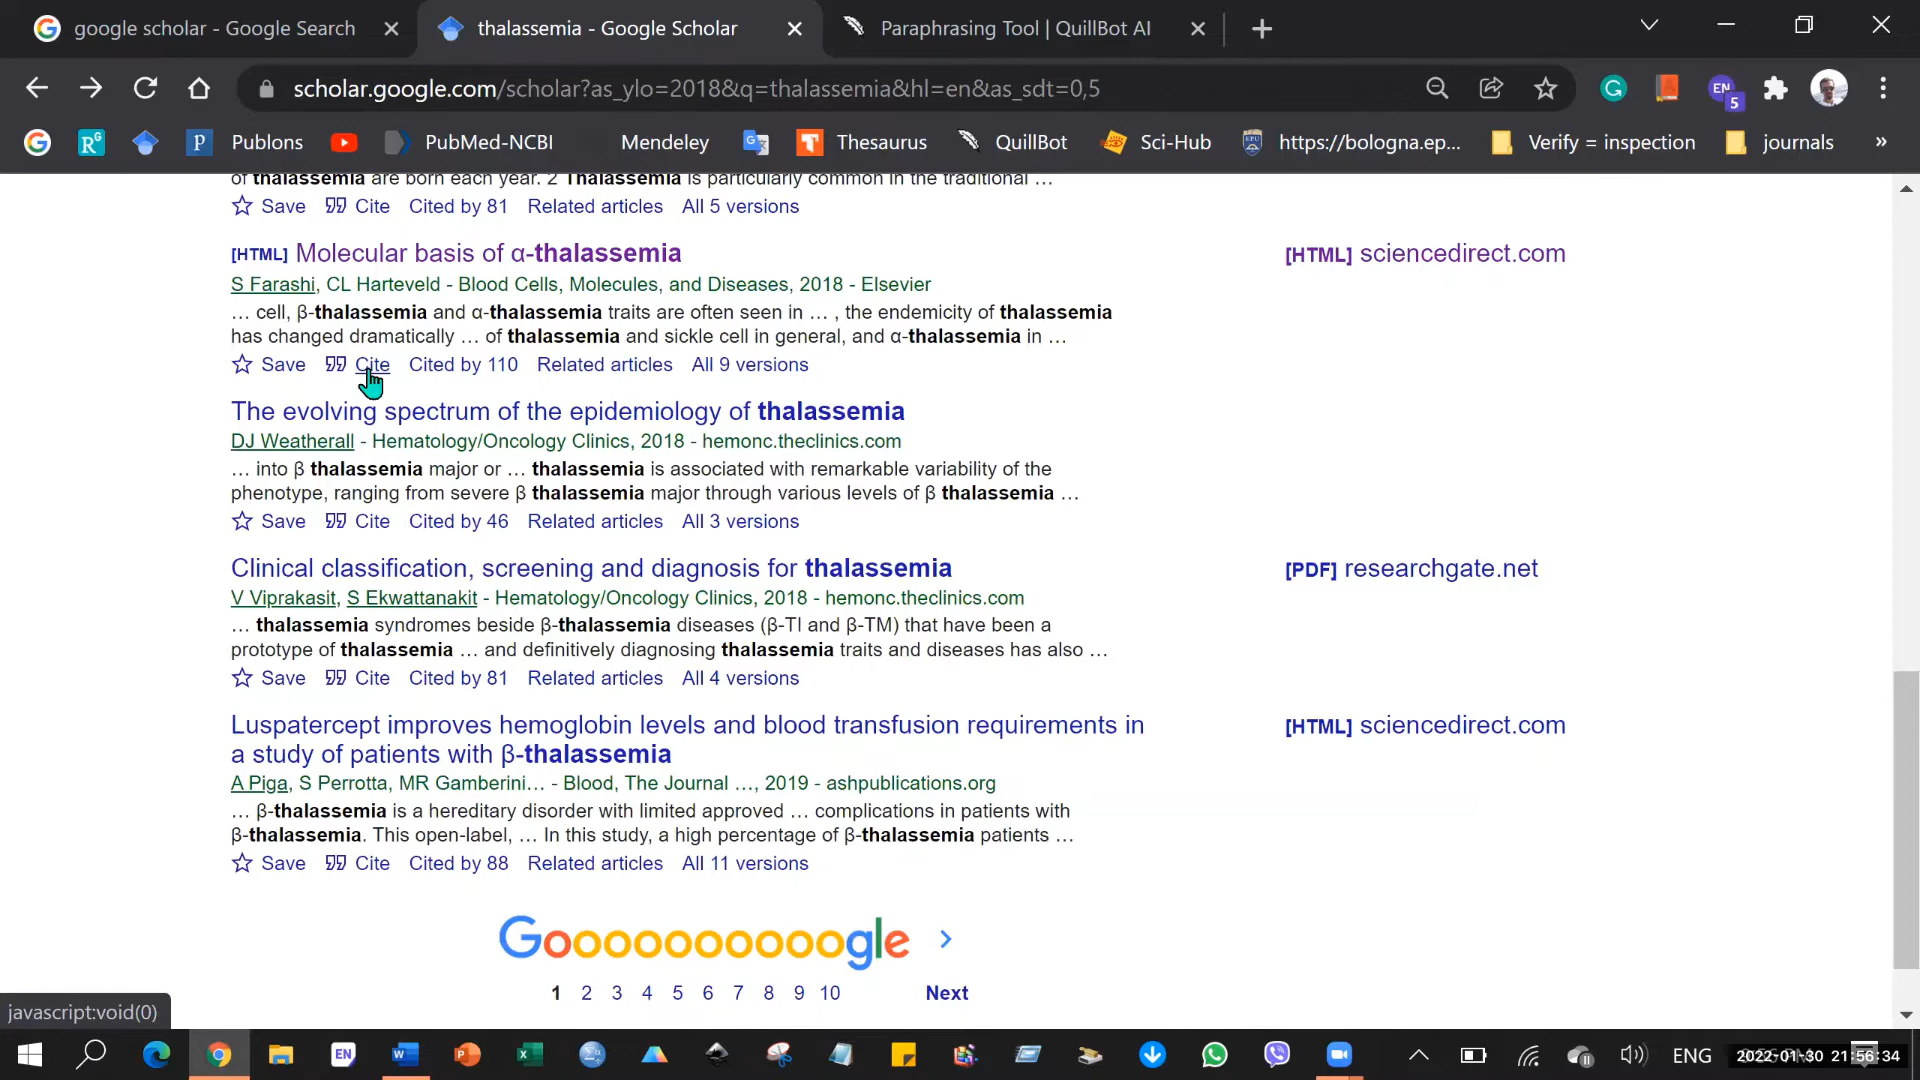 google scholar - Google Search
thalassemia - Google Scholar
Paraphrasing Tool | QuillBot AI
scholar.google.com/scholar?as_ylo=2018&q=thalassemia&hl=en&as_sdt=0,5
EN
5
Publons
PubMed-NCBI
Mendeley
Thesaurus
QuillBot
Sci-Hub
https://bologna.ep...
Verify = inspection
journals
»
of thalassemia are born each year. 2 Thalassemia is particularly common in the traditional …
Save Cite Cited by 81 Related articles All 5 versions
[HTML] Molecular basis of α-thalassemia
[HTML] sciencedirect.com
S Farashi, CL Harteveld - Blood Cells, Molecules, and Diseases, 2018 - Elsevier
… cell, β-thalassemia and α-thalassemia traits are often seen in … , the endemicity of thalassemia
has changed dramatically … of thalassemia and sickle cell in general, and α-thalassemia in …
Save Cite Cited by 110 Related articles All 9 versions
The evolving spectrum of the epidemiology of thalassemia
DJ Weatherall - Hematology/Oncology Clinics, 2018 - hemonc.theclinics.com
… into β thalassemia major or … thalassemia is associated with remarkable variability of the
phenotype, ranging from severe β thalassemia major through various levels of β thalassemia …
Save Cite Cited by 46 Related articles All 3 versions
Clinical classification, screening and diagnosis for thalassemia
[PDF] researchgate.net
V Viprakasit, S Ekwattanakit - Hematology/Oncology Clinics, 2018 - hemonc.theclinics.com
… thalassemia syndromes beside β-thalassemia diseases (β-TI and β-TM) that have been a
prototype of thalassemia … and definitively diagnosing thalassemia traits and diseases has also …
Save Cite Cited by 81 Related articles All 4 versions
Luspatercept improves hemoglobin levels and blood transfusion requirements in
a study of patients with β-thalassemia
[HTML] sciencedirect.com
A Piga, S Perrotta, MR Gamberini… - Blood, The Journal …, 2019 - ashpublications.org
… β-thalassemia is a hereditary disorder with limited approved … complications in patients with
β-thalassemia. This open-label, … In this study, a high percentage of β-thalassemia patients …
Save Cite Cited by 88 Related articles All 11 versions
Goooooooooogle
1 2 3 4 5 6 7 8 9 10 Next
javascript:void(0)
EN
ENG
2022-01-30 21:56:34